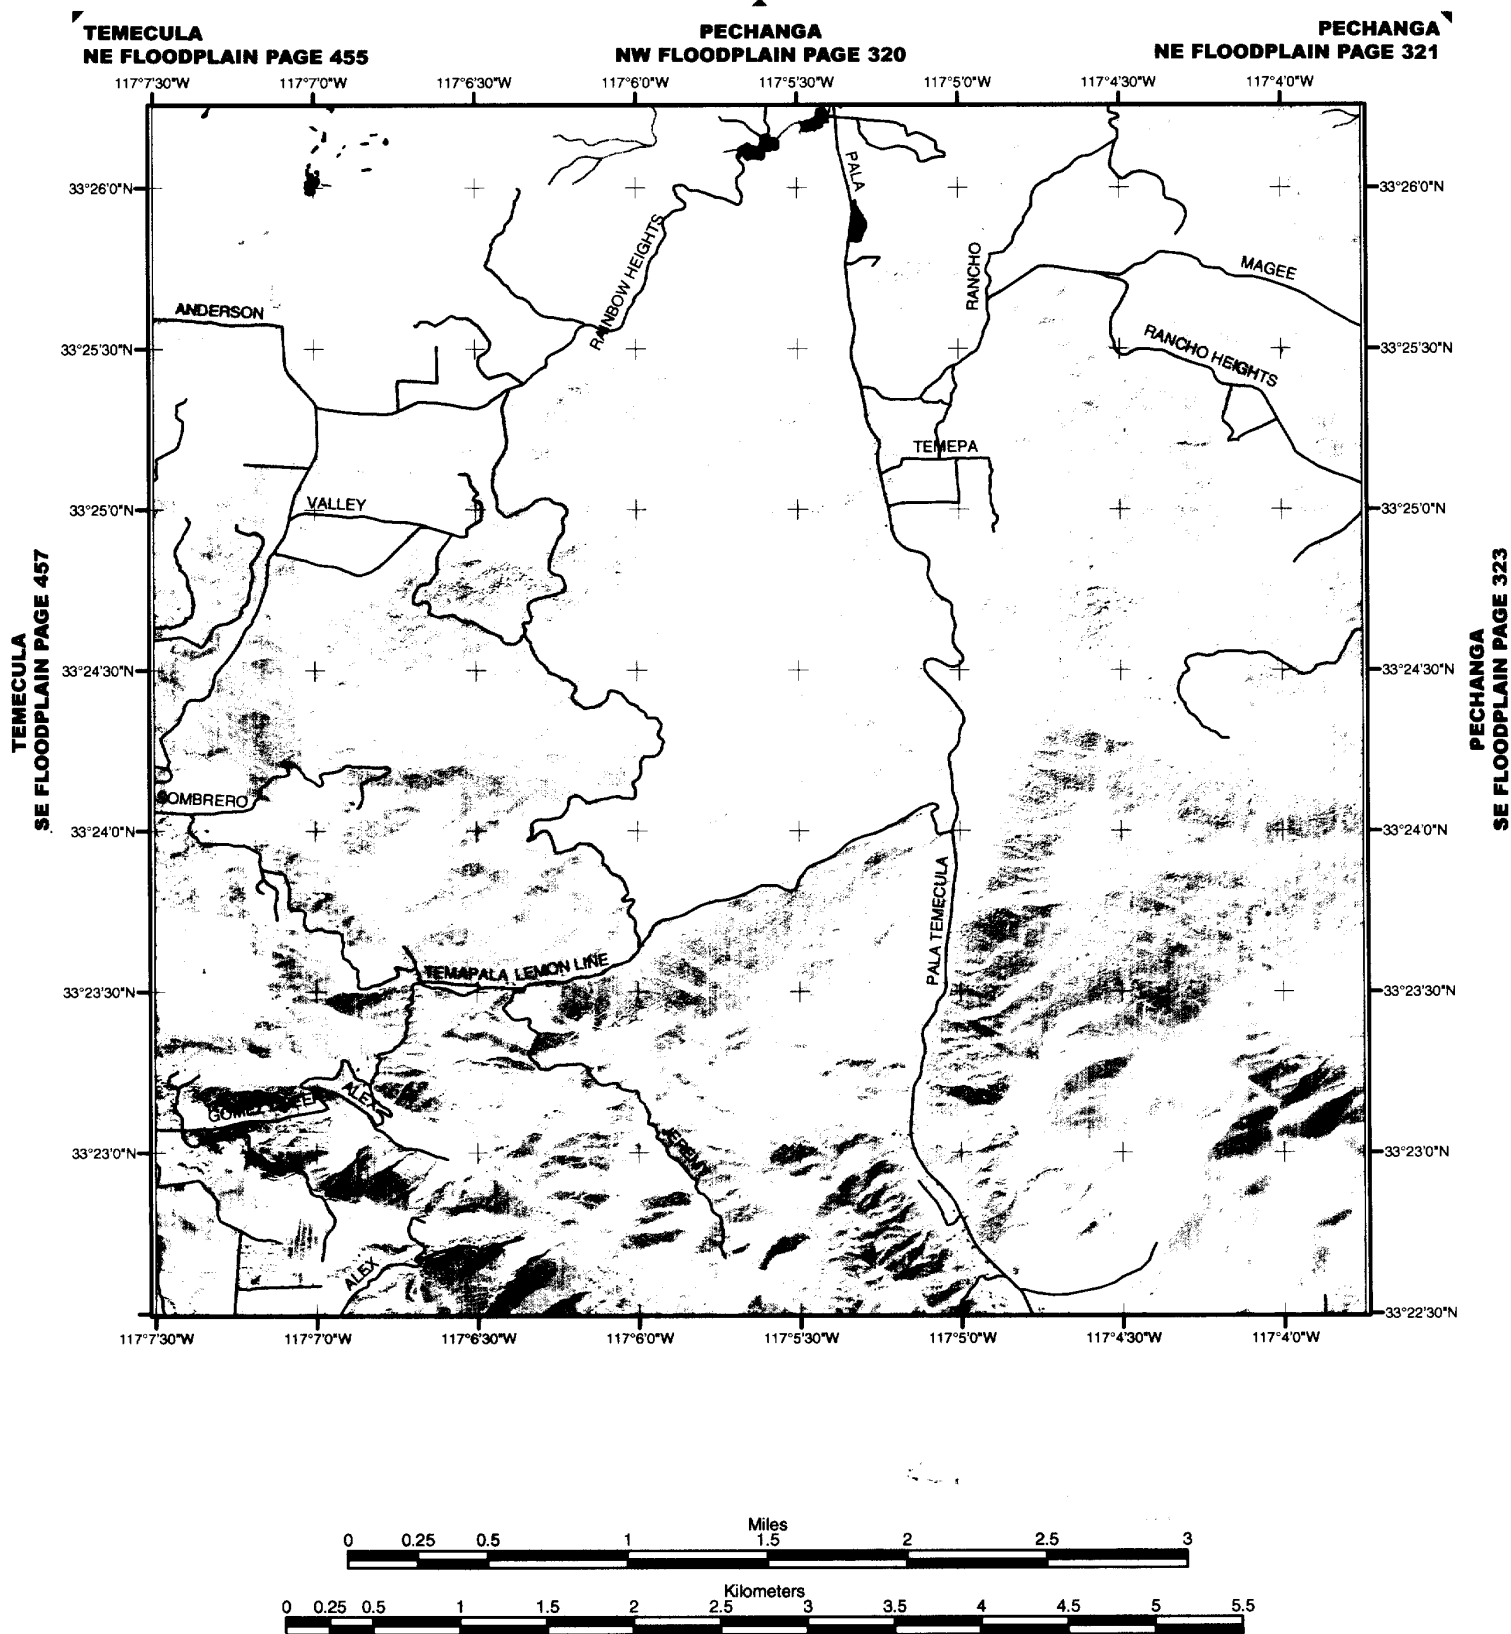 TEMECULA
NE FLOODPLAIN PAGE 455
PECHANGA
NW FLOODPLAIN PAGE 320
PECHANGA
NE FLOODPLAIN PAGE 321
117°7'30"W 117°7'0"W 117°6'30"W 117°6'0"W 117°5'30"W 117°5'0"W 117°4'30"W 117°4'0"W
PALA
33°26'0"N 33°26'0"N
RAINBOW HEIGHTS
RANCHO
MAGEE
ANDERSON
33°25'30"N 33°25'30"N
RANCHO HEIGHTS
TEMEPA
VALLEY
33°25'0"N 33°25'0"N
TEMECULA
SE FLOODPLAIN PAGE 457
PECHANGA
SE FLOODPLAIN PAGE 323
33°24'30"N 33°24'30"N
SOMBRERO
33°24'0"N 33°24'0"N
PALA TEMECULA
TEMAPALA LEMON LINE
33°23'30"N 33°23'30"N
ALEX
GOMEZ CREEK
JEREMY
33°23'0"N 33°23'0"N
ALEX
33°22'30"N
117°7'30"W 117°7'0"W 117°6'30"W 117°6'0"W 117°5'30"W 117°5'0"W 117°4'30"W 117°4'0"W
Miles
0 0.25 0.5 1 1.5 2 2.5 3
Kilometers
0 0.25 0.5 1 1.5 2 2.5 3 3.5 4 4.5 5 5.5